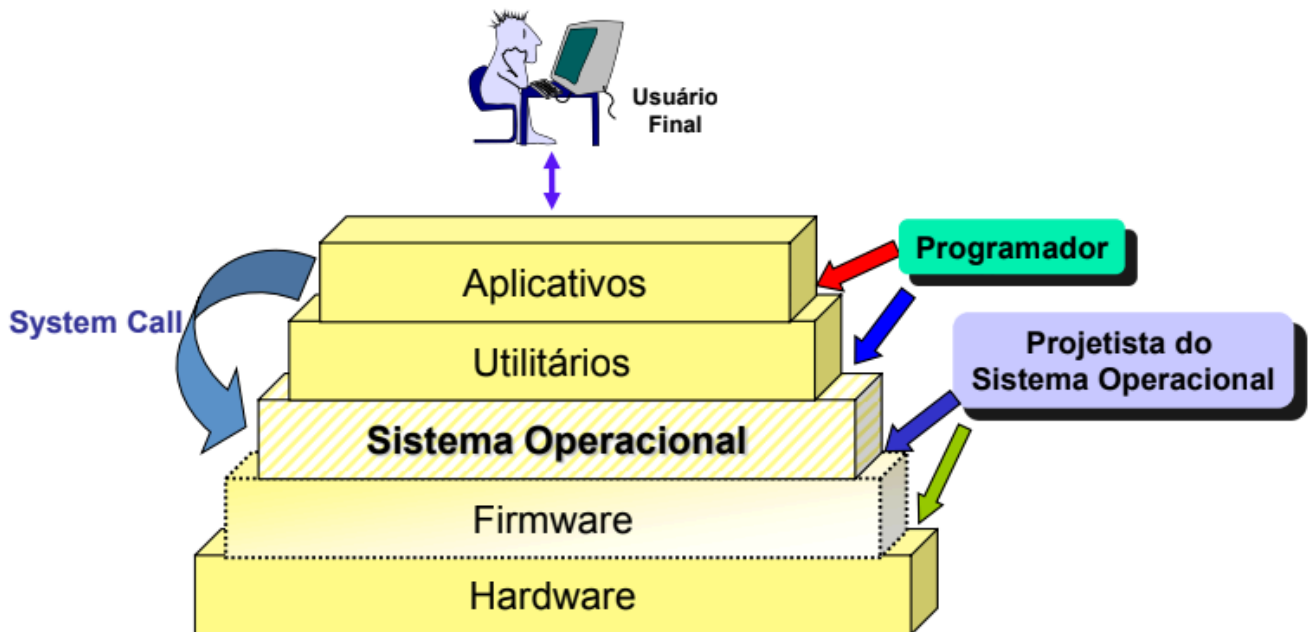 Usuário
Final
Aplicativos
Programador
System Call
Utilitários
Projetista do
Sistema Operacional
Sistema Operacional
Firmware
Hardware